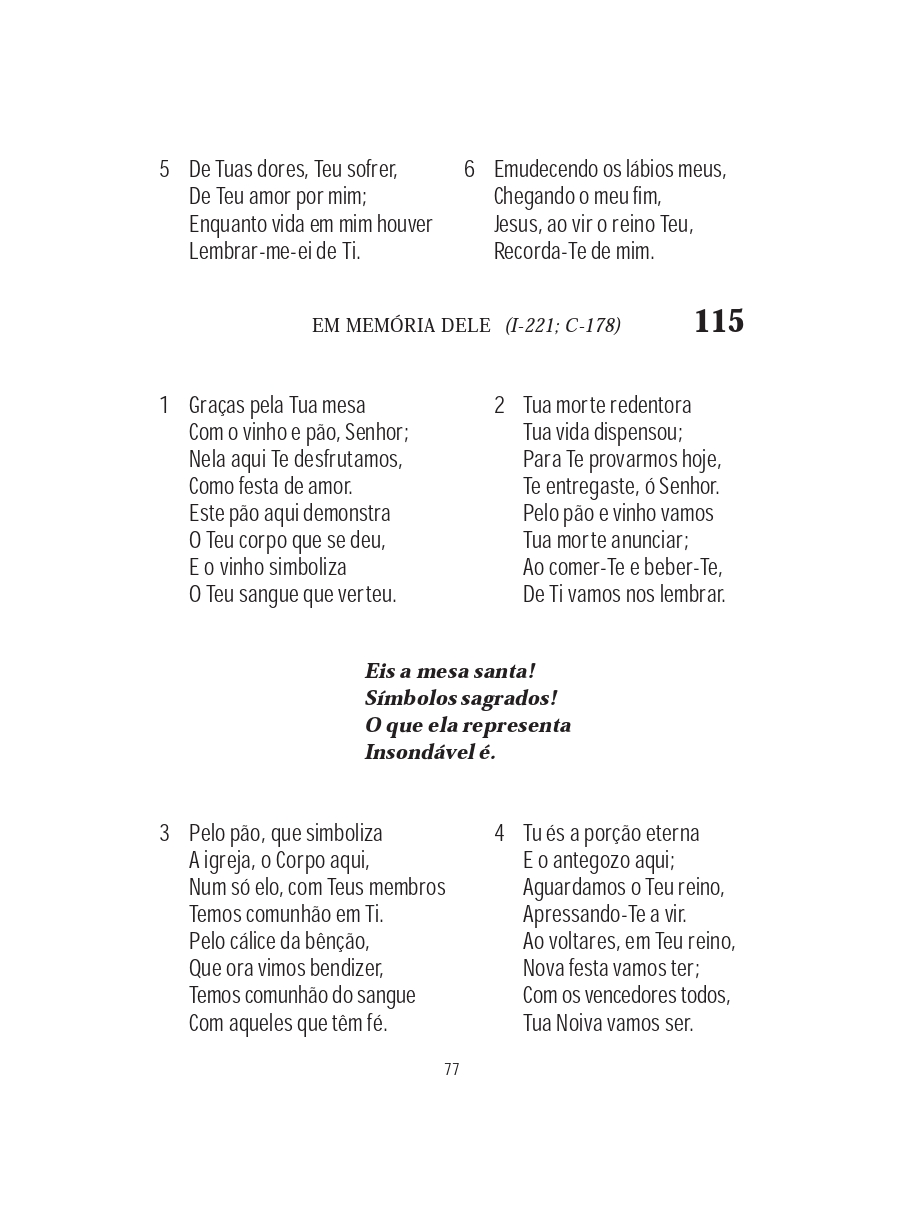 5 De Tuas dores, Teu sofrer,
De Teu amor por mim;
Enquanto vida em mim houver
Lembrar-me-ei de Ti.
6 Emudecendo os lábios meus,
Chegando o meu fim,
Jesus, ao vir o reino Teu,
Recorda-Te de mim.
EM MEMÓRIA DELE (I-221; C-178) 115
1 Graças pela Tua mesa
Com o vinho e pão, Senhor;
Nela aqui Te desfrutamos,
Como festa de amor.
Este pão aqui demonstra
O Teu corpo que se deu,
E o vinho simboliza
O Teu sangue que verteu.
2 Tua morte redentora
Tua vida dispensou;
Para Te provarmos hoje,
Te entregaste, ó Senhor.
Pelo pão e vinho vamos
Tua morte anunciar;
Ao comer-Te e beber-Te,
De Ti vamos nos lembrar.
Eis a mesa santa!
Símbolos sagrados!
O que ela representa
Insondável é.
3 Pelo pão, que simboliza
A igreja, o Corpo aqui,
Num só elo, com Teus membros
Temos comunhão em Ti.
Pelo cálice da bênção,
Que ora vimos bendizer,
Temos comunhão do sangue
Com aqueles que têm fé.
4 Tu és a porção eterna
E o antegozo aqui;
Aguardamos o Teu reino,
Apressando-Te a vir.
Ao voltares, em Teu reino,
Nova festa vamos ter;
Com os vencedores todos,
Tua Noiva vamos ser.
77